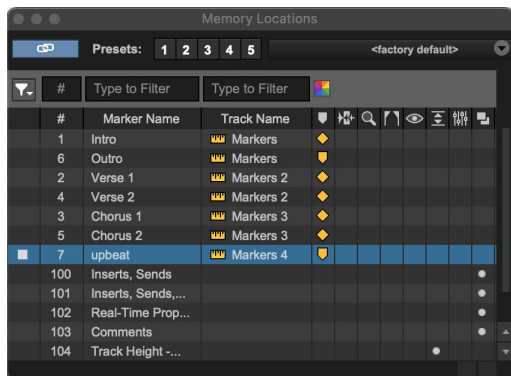 Memory Locations
Presets: 1 2 3 4 5 <factory default>
# Type to Filter Type to Filter
# Marker Name Track Name
1 Intro Markers
6 Outro Markers
2 Verse 1 Markers 2
4 Verse 2 Markers 2
3 Chorus 1 Markers 3
5 Chorus 2 Markers 3
7 upbeat Markers 4
100 Inserts, Sends
101 Inserts, Sends,...
102 Real-Time Prop...
103 Comments
104 Track Height -...